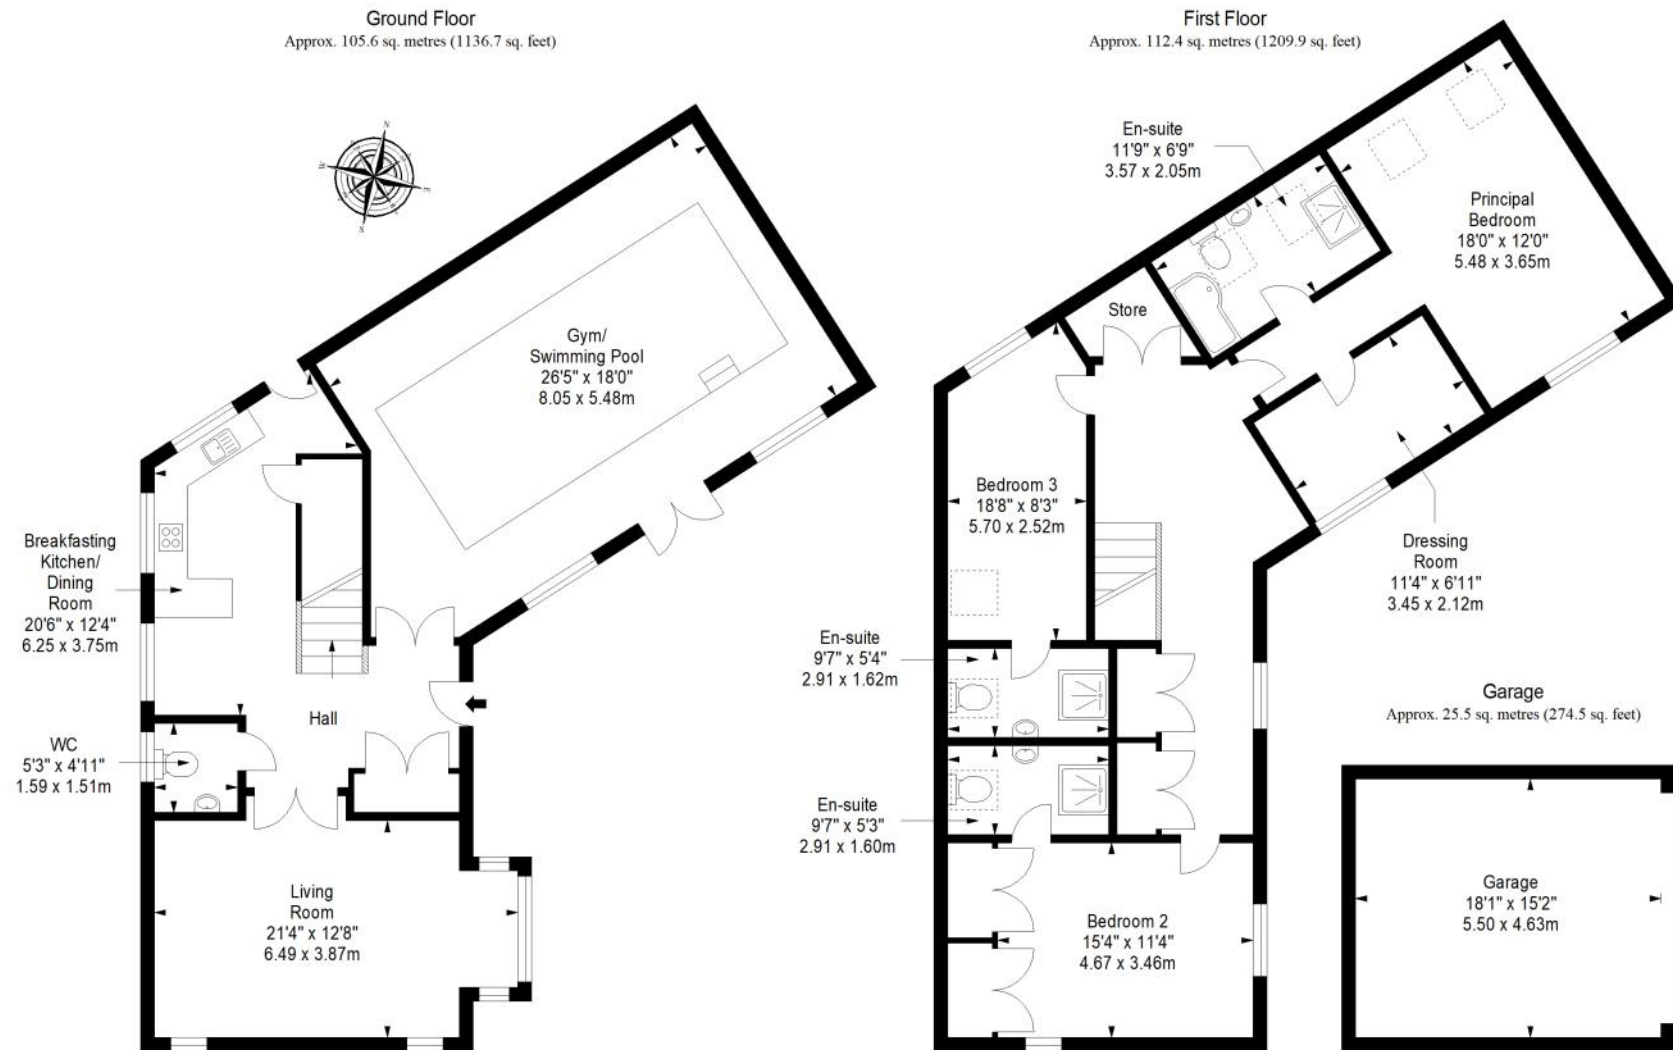 Ground Floor
Approx. 105.6 sq. metres (1136.7 sq. feet)
N
W
E
S
Gym/
Swimming Pool
26'5" x 18'0"
8.05 x 5.48m
Breakfasting
Kitchen/
Dining
Room
20'6" x 12'4"
6.25 x 3.75m
Hall
WC
5'3" x 4'11"
1.59 x 1.51m
Living
Room
21'4" x 12'8"
6.49 x 3.87m
First Floor
Approx. 112.4 sq. metres (1209.9 sq. feet)
En-suite
11'9" x 6'9"
3.57 x 2.05m
Principal
Bedroom
18'0" x 12'0"
5.48 x 3.65m
Store
Bedroom 3
18'8" x 8'3"
5.70 x 2.52m
Dressing
Room
11'4" x 6'11"
3.45 x 2.12m
En-suite
9'7" x 5'4"
2.91 x 1.62m
En-suite
9'7" x 5'3"
2.91 x 1.60m
Bedroom 2
15'4" x 11'4"
4.67 x 3.46m
Garage
Approx. 25.5 sq. metres (274.5 sq. feet)
Garage
18'1" x 15'2"
5.50 x 4.63m